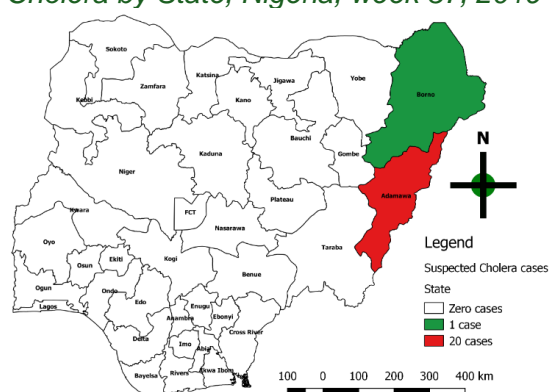 Cholera by State, Nigeria, week 37, 2019
Sokoto
Katsina
Jigawa
Yobe
Zamfara
Kebbi
Kano
Borno
Bauchi
Kaduna
Gombe
Niger
N
Adamawa
Plateau
FCT
Kwara
Nasarawa
Oyo
Taraba
Kogi
Ekiti
Osun
Benue
Ogun
Ondo
Edo
Lagos
Enugu
Anambra
Ebonyi
Cross River
Delta
Imo
Abia
Bayelsa
Rivers
Akwa Ibom
Legend
Suspected Cholera cases
State
Zero cases
1 case
20 cases
100 0 100 200 300 400 km